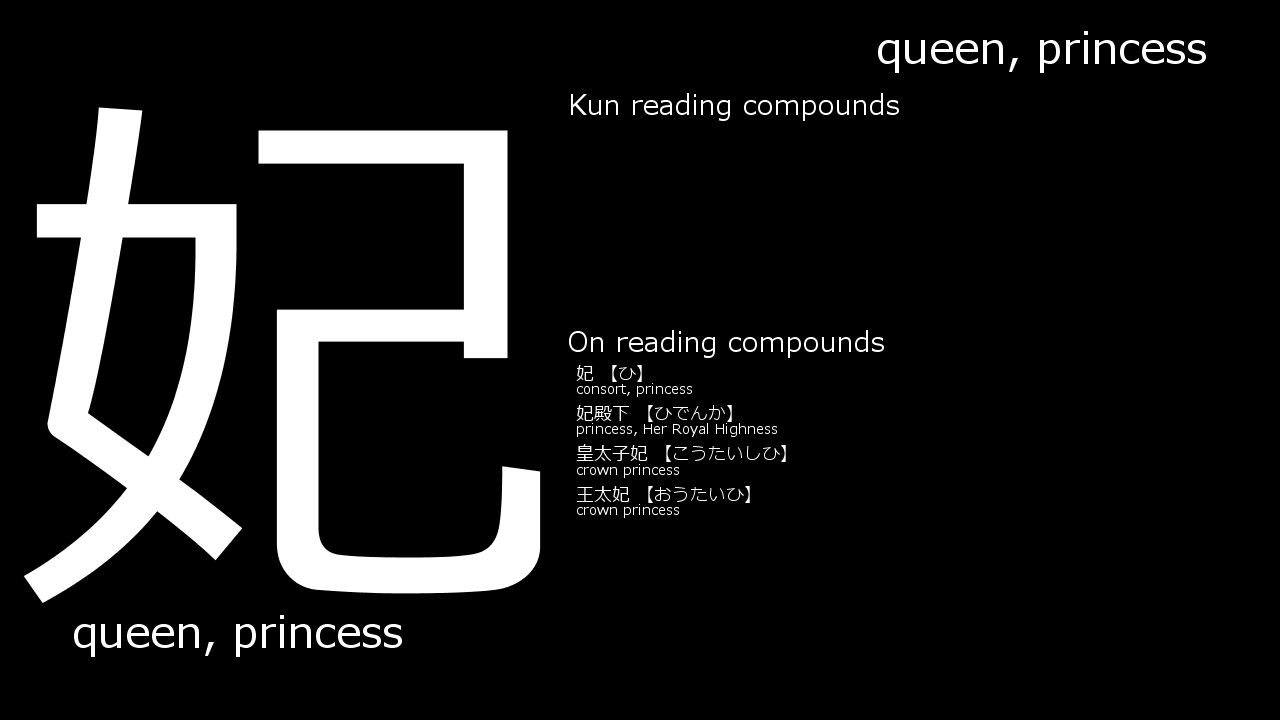 queen, princess
妃
Kun reading compounds
On reading compounds
妃 【ひ】
consort, princess
妃殿下 【ひでんか】
princess, Her Royal Highness
皇太子妃 【こうたいしひ】
crown princess
王太妃 【おうたいひ】
crown princess
queen, princess